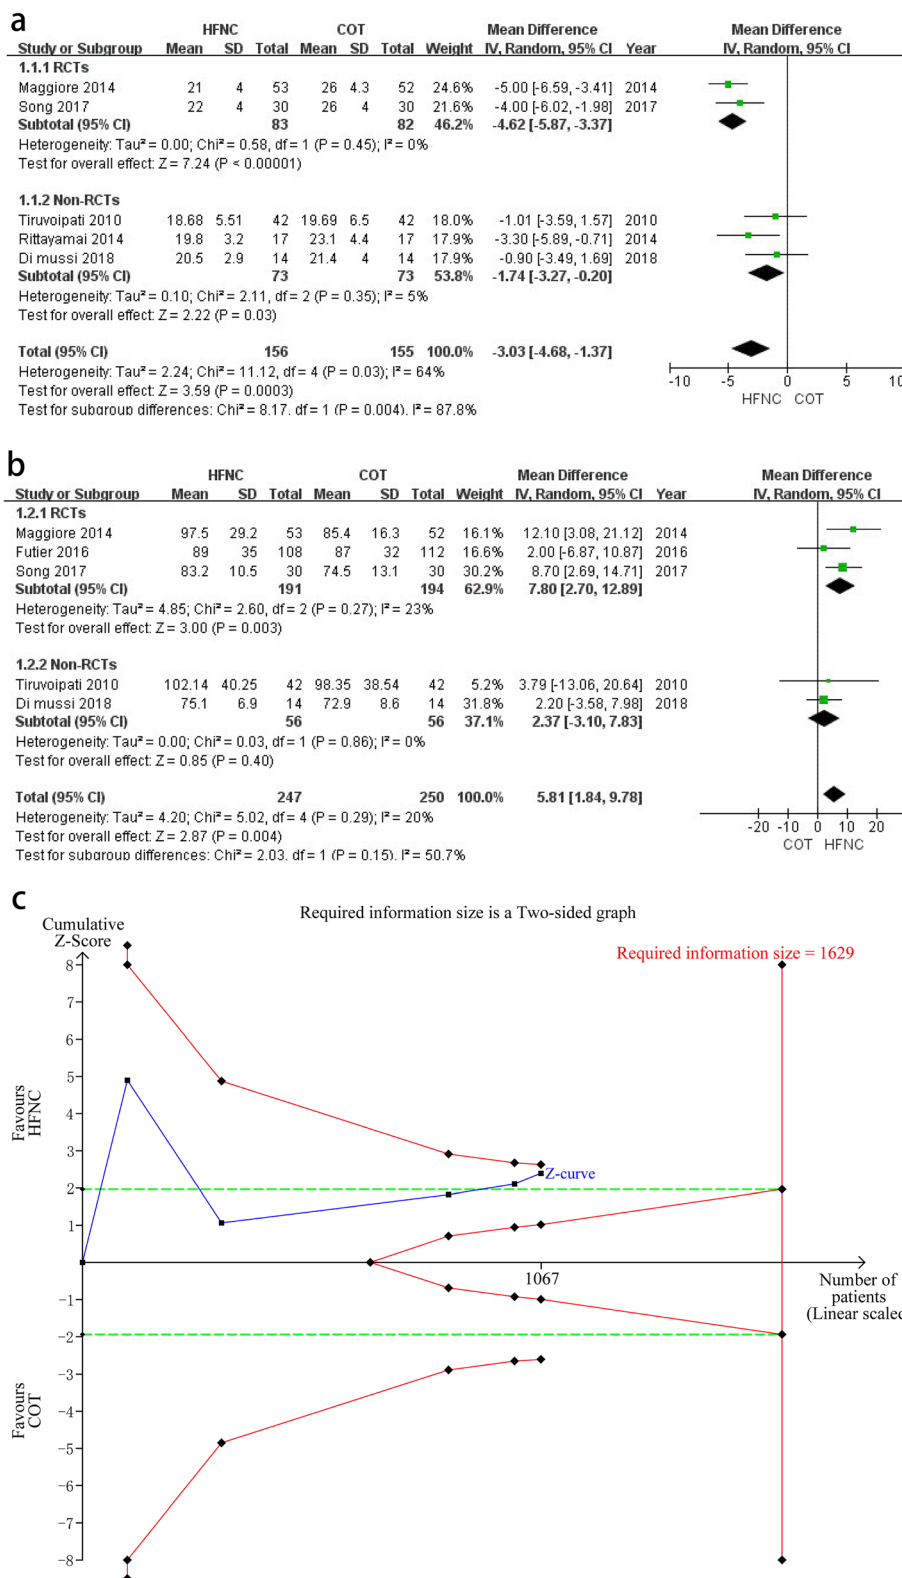 a
HFNC COT Mean Difference Mean Difference
Study or Subgroup Mean SD Total Mean SD Total Weight IV, Random, 95% CI Year IV, Random, 95% CI
1.1.1 RCTs
Maggiore 2014 21 4 53 26 4.3 52 24.6% -5.00 [-6.59, -3.41] 2014
Song 2017 22 4 30 26 4 30 21.6% -4.00 [-6.02, -1.98] 2017
Subtotal (95% CI) 83 82 46.2% -4.62 [-5.87, -3.37]
Heterogeneity: Tau² = 0.00; Chi² = 0.58, df = 1 (P = 0.45); I² = 0%
Test for overall effect: Z = 7.24 (P < 0.00001)
1.1.2 Non-RCTs
Tiruvoipati 2010 18.68 5.51 42 19.69 6.5 42 18.0% -1.01 [-3.59, 1.57] 2010
Rittayamai 2014 19.8 3.2 17 23.1 4.4 17 17.9% -3.30 [-5.89, -0.71] 2014
Di mussi 2018 20.5 2.9 14 21.4 4 14 17.9% -0.90 [-3.49, 1.69] 2018
Subtotal (95% CI) 73 73 53.8% -1.74 [-3.27, -0.20]
Heterogeneity: Tau² = 0.10; Chi² = 2.11, df = 2 (P = 0.35); I² = 5%
Test for overall effect: Z = 2.22 (P = 0.03)
Total (95% CI) 156 155 100.0% -3.03 [-4.68, -1.37]
Heterogeneity: Tau² = 2.24; Chi² = 11.12, df = 4 (P = 0.03); I² = 64%
Test for overall effect: Z = 3.59 (P = 0.0003)
Test for subgroup differences: Chi² = 8.17, df = 1 (P = 0.004), I² = 87.8%
-10 -5 0 5 10
HFNC COT
b
HFNC COT Mean Difference Mean Difference
Study or Subgroup Mean SD Total Mean SD Total Weight IV, Random, 95% CI Year IV, Random, 95% CI
1.2.1 RCTs
Maggiore 2014 97.5 29.2 53 85.4 16.3 52 16.1% 12.10 [3.08, 21.12] 2014
Futier 2016 89 35 108 87 32 112 16.6% 2.00 [-6.87, 10.87] 2016
Song 2017 83.2 10.5 30 74.5 13.1 30 30.2% 8.70 [2.69, 14.71] 2017
Subtotal (95% CI) 191 194 62.9% 7.80 [2.70, 12.89]
Heterogeneity: Tau² = 4.85; Chi² = 2.60, df = 2 (P = 0.27); I² = 23%
Test for overall effect: Z = 3.00 (P = 0.003)
1.2.2 Non-RCTs
Tiruvoipati 2010 102.14 40.25 42 98.35 38.54 42 5.2% 3.79 [-13.06, 20.64] 2010
Di mussi 2018 75.1 6.9 14 72.9 8.6 14 31.8% 2.20 [-3.58, 7.98] 2018
Subtotal (95% CI) 56 56 37.1% 2.37 [-3.10, 7.83]
Heterogeneity: Tau² = 0.00; Chi² = 0.03, df = 1 (P = 0.86); I² = 0%
Test for overall effect: Z = 0.85 (P = 0.40)
Total (95% CI) 247 250 100.0% 5.81 [1.84, 9.78]
Heterogeneity: Tau² = 4.20; Chi² = 5.02, df = 4 (P = 0.29); I² = 20%
Test for overall effect: Z = 2.87 (P = 0.004)
Test for subgroup differences: Chi² = 2.03, df = 1 (P = 0.15), I² = 50.7%
-20 -10 0 10 20
COT HFNC
c
Required information size is a Two-sided graph
Cumulative
Z-Score
Required information size = 1629
8
7
6
5
4
3
2
1
-1
-2
-3
-4
-5
-6
-7
-8
Favours
HFNC
Z-curve
1067
Number of
patients
(Linear scaled
Favours
COT